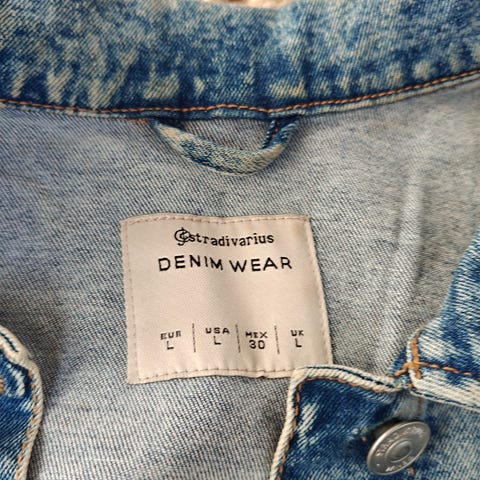 stradivarius
DENIM WEAR
EUR USA MEX UK
L L 30 L